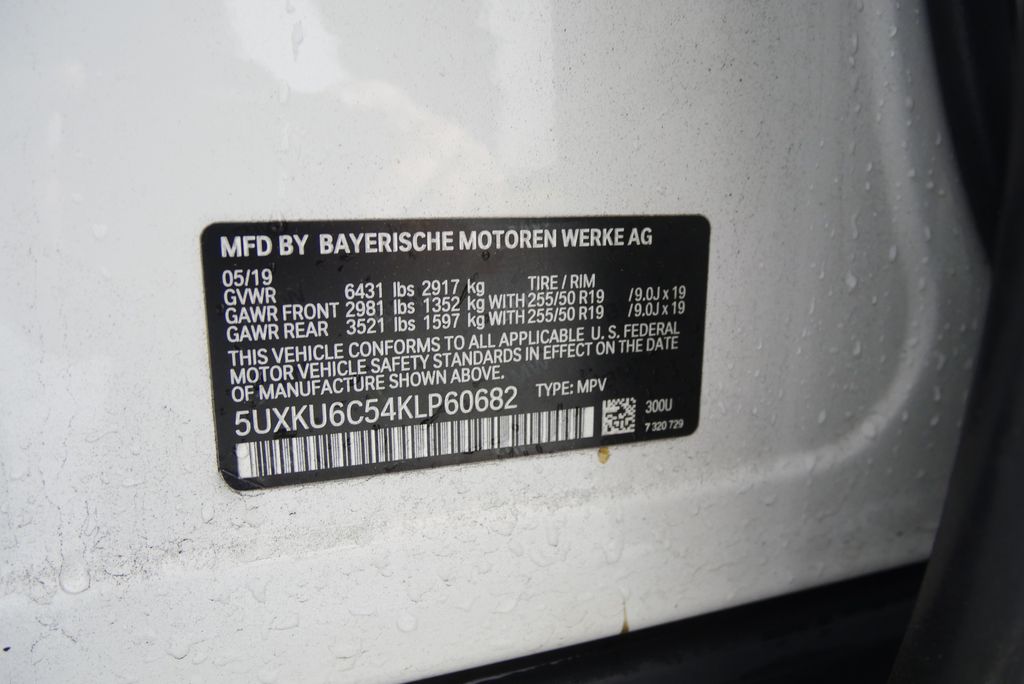 MFD BY BAYERISCHE MOTOREN WERKE AG
05/19
GVWR 6431 lbs 2917 kg TIRE / RIM
GAWR FRONT 2981 lbs 1352 kg WITH 255/50 R19 /9.0J x 19
GAWR REAR 3521 lbs 1597 kg WITH 255/50 R19 /9.0J x 19
THIS VEHICLE CONFORMS TO ALL APPLICABLE U.S. FEDERAL
MOTOR VEHICLE SAFETY STANDARDS IN EFFECT ON THE DATE
OF MANUFACTURE SHOWN ABOVE.
5UXKU6C54KLP60682 TYPE: MPV
300U
7 320 729